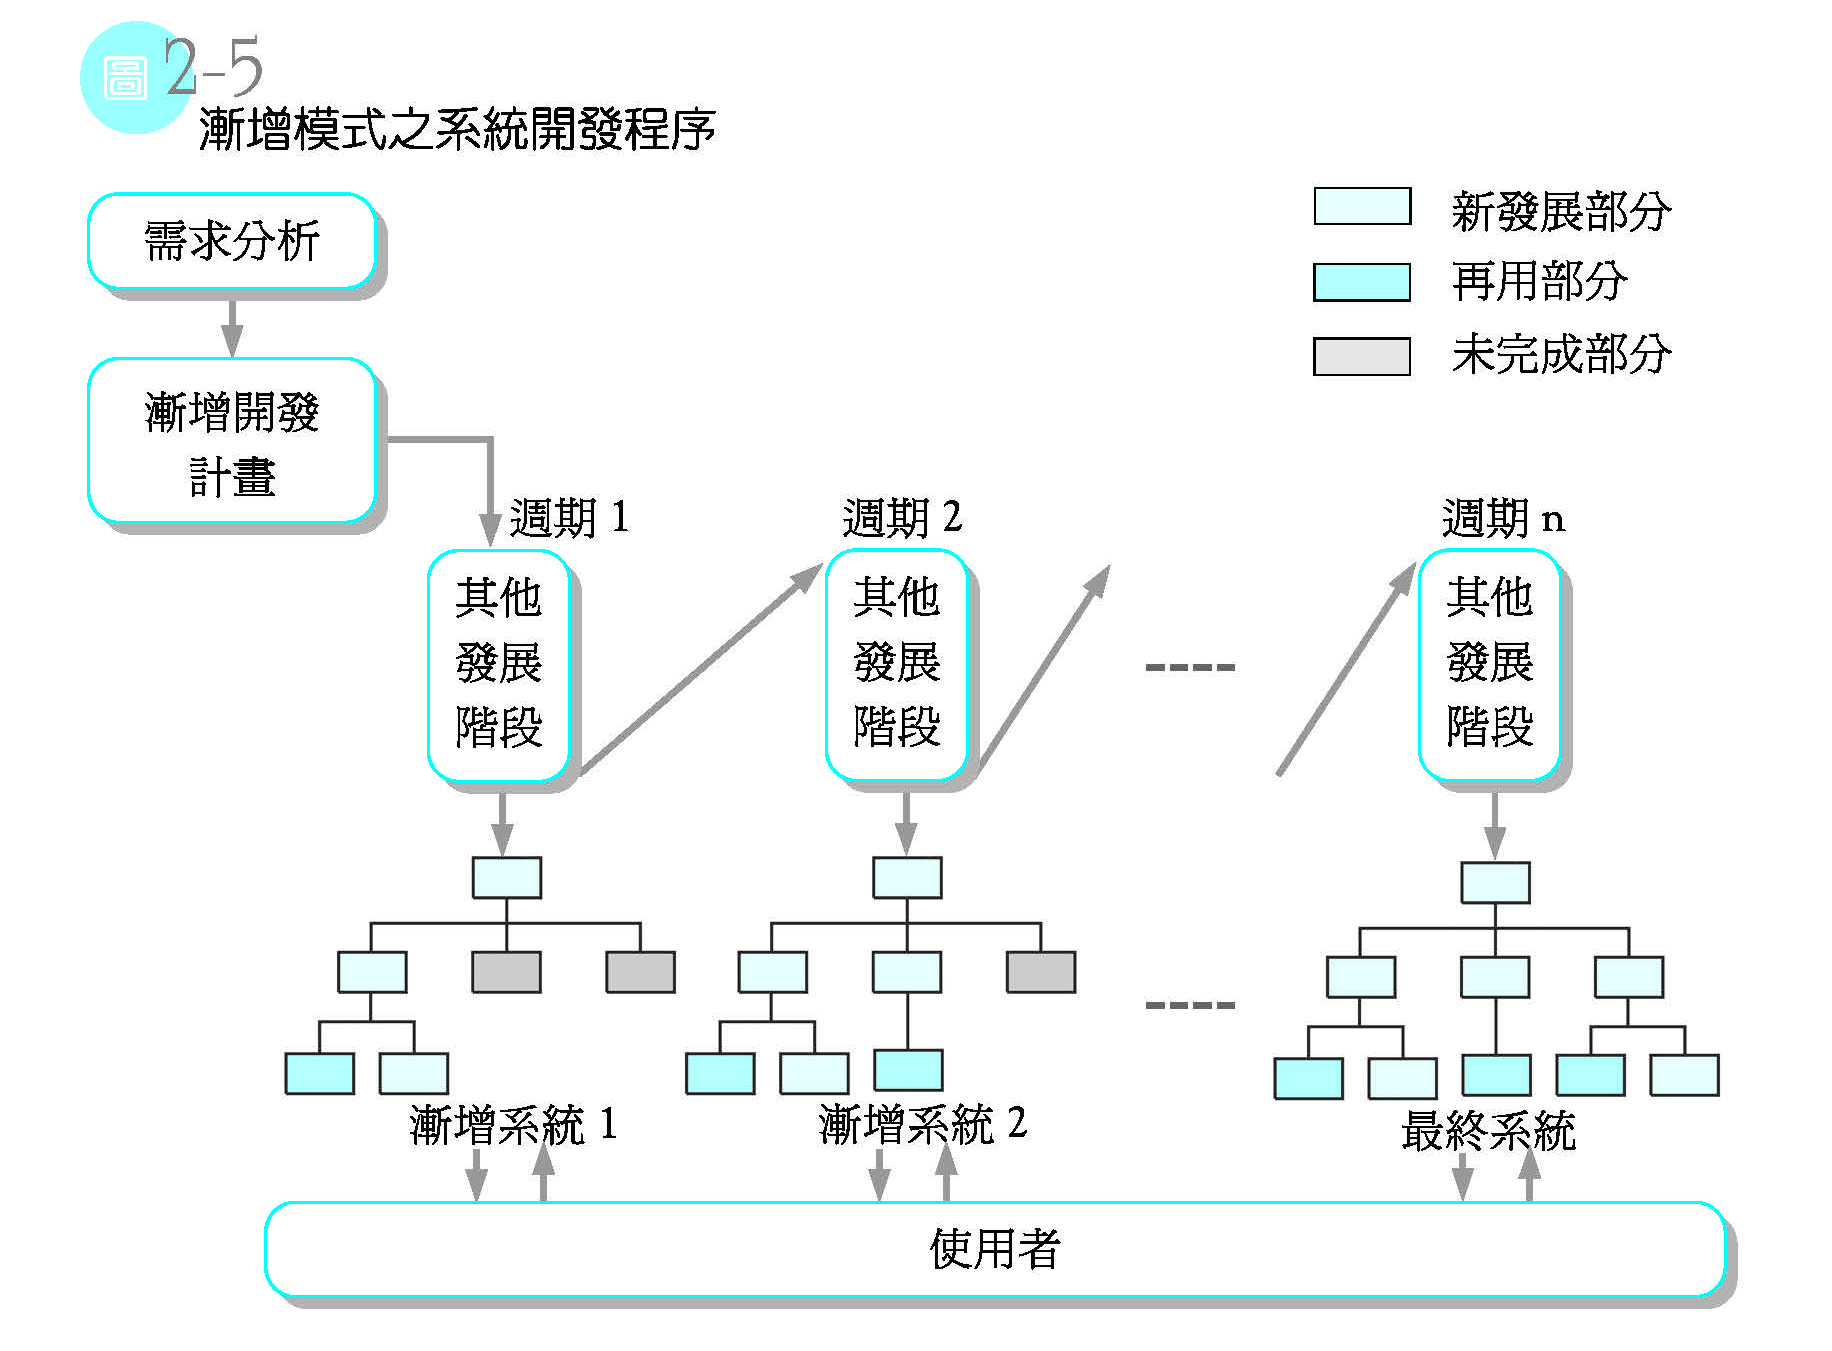 圖 2-5
漸增模式之系統開發程序
需求分析
新發展部分
再用部分
未完成部分
漸增開發
計畫
週期 1
週期 2
週期 n
其他
發展
階段
其他
發展
階段
----
其他
發展
階段
----
漸增系統 1
漸增系統 2
最終系統
使用者